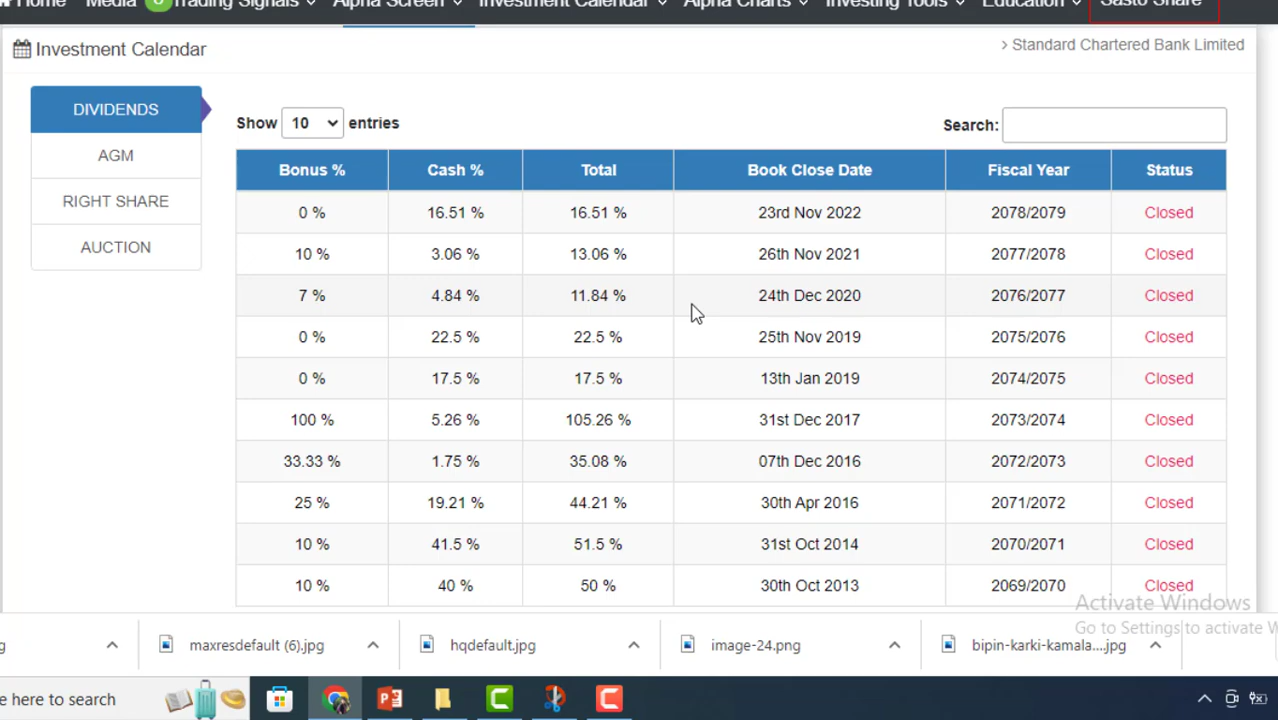 Home Media 6 Trading Signals Alpha Screen Investment Calendar Alpha Charts Investing Tools Education Sasto Share
Investment Calendar
› Standard Chartered Bank Limited
DIVIDENDS
AGM
RIGHT SHARE
AUCTION
Show 10 entries
Search:
Bonus % Cash % Total Book Close Date Fiscal Year Status
0 % 16.51 % 16.51 % 23rd Nov 2022 2078/2079 Closed
10 % 3.06 % 13.06 % 26th Nov 2021 2077/2078 Closed
7 % 4.84 % 11.84 % 24th Dec 2020 2076/2077 Closed
0 % 22.5 % 22.5 % 25th Nov 2019 2075/2076 Closed
0 % 17.5 % 17.5 % 13th Jan 2019 2074/2075 Closed
100 % 5.26 % 105.26 % 31st Dec 2017 2073/2074 Closed
33.33 % 1.75 % 35.08 % 07th Dec 2016 2072/2073 Closed
25 % 19.21 % 44.21 % 30th Apr 2016 2071/2072 Closed
10 % 41.5 % 51.5 % 31st Oct 2014 2070/2071 Closed
10 % 40 % 50 % 30th Oct 2013 2069/2070 Closed
Activate Windows
Go to Settings to activate W
g maxresdefault (6).jpg hqdefault.jpg image-24.png bipin-karki-kamala....jpg
e here to search